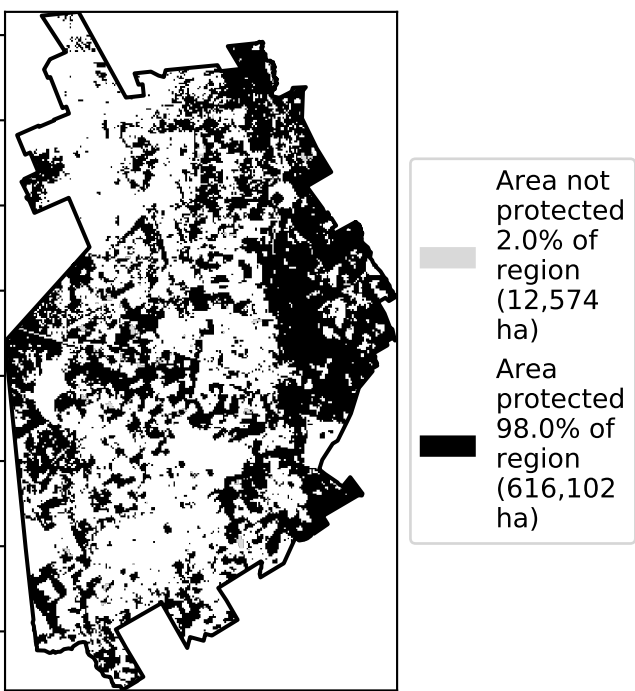 Area not
protected
2.0% of
region
(12,574
ha)
Area
protected
98.0% of
region
(616,102
ha)